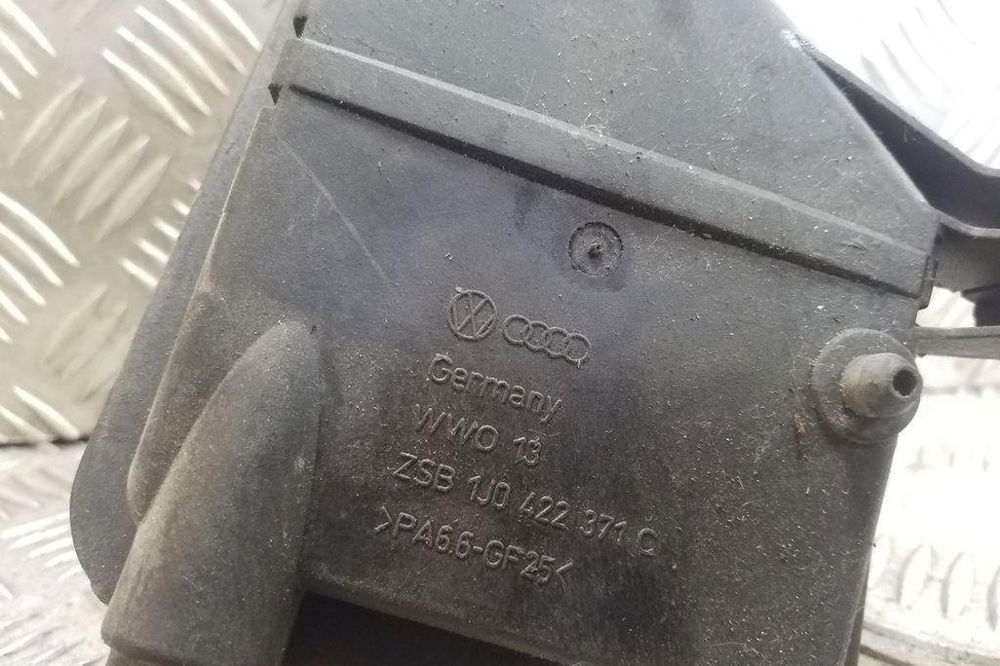 Germany
WWO 13
ZSB 1J0 422 371 C
>PA6.6-GF25<